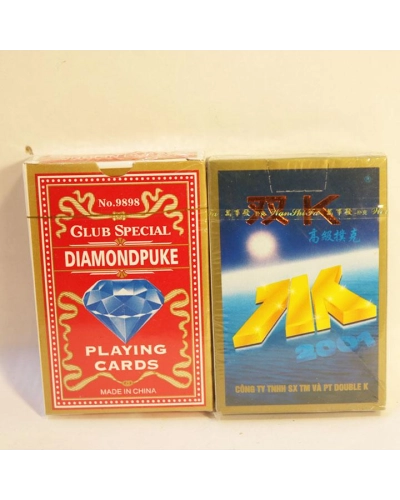 No.9898
GLUB SPECIAL
DIAMONDPUKE
PLAYING
CARDS
MADE IN CHINA
双K
高级扑克
2001
CÔNG TY TNHH SX TM VÀ PT DOUBLE K